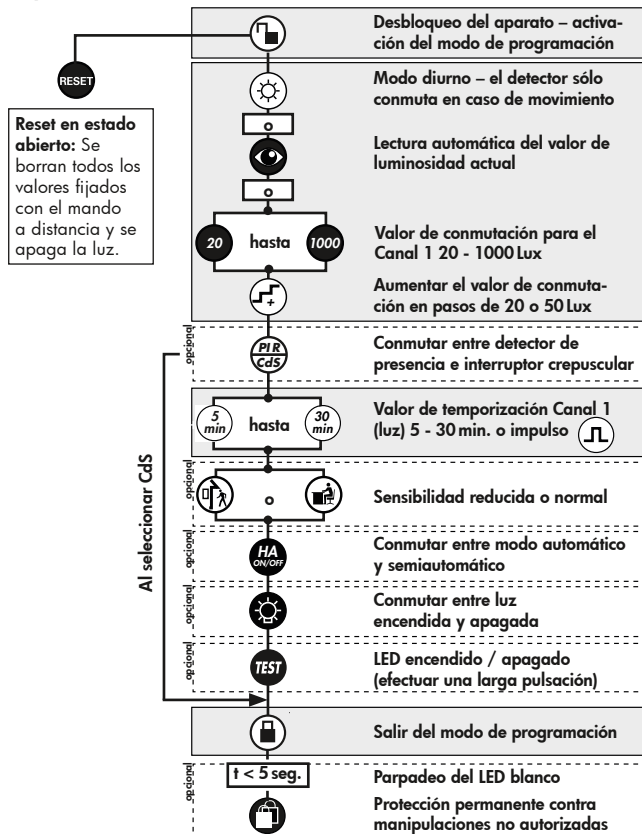 Desbloqueo del aparato – activa-
ción del modo de programación
RESET
Reset en estado
abierto: Se
borran todos los
valores fijados
con el mando
a distancia y se
apaga la luz.
Modo diurno – el detector sólo
conmuta en caso de movimiento
o
Lectura automática del valor de
luminosidad actual
o
20 hasta 1000
Valor de conmutación para el
Canal 1 20 - 1000 Lux
Aumentar el valor de conmuta-
ción en pasos de 20 o 50 Lux
opcional
PIR
CdS
Conmutar entre detector de
presencia e interruptor crepuscular
5
min
hasta
30
min
Valor de temporización Canal 1
(luz) 5 - 30 min. o impulso
Al seleccionar CdS
opcional
o
Sensibilidad reducida o normal
opcional
HA
ON/OFF
Conmutar entre modo automático
y semiautomático
opcional
Conmutar entre luz
encendida y apagada
opcional
TEST
LED encendido / apagado
(efectuar una larga pulsación)
Salir del modo de programación
opcional
t < 5 seg.
Parpadeo del LED blanco
Protección permanente contra
manipulaciones no autorizadas